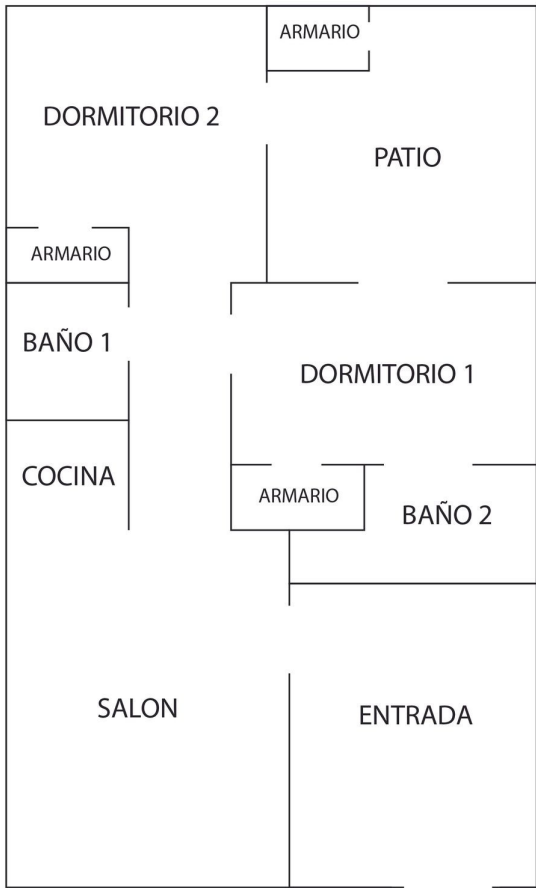 ARMARIO
DORMITORIO 2
PATIO
ARMARIO
BAÑO 1
DORMITORIO 1
COCINA
ARMARIO
BAÑO 2
SALON
ENTRADA